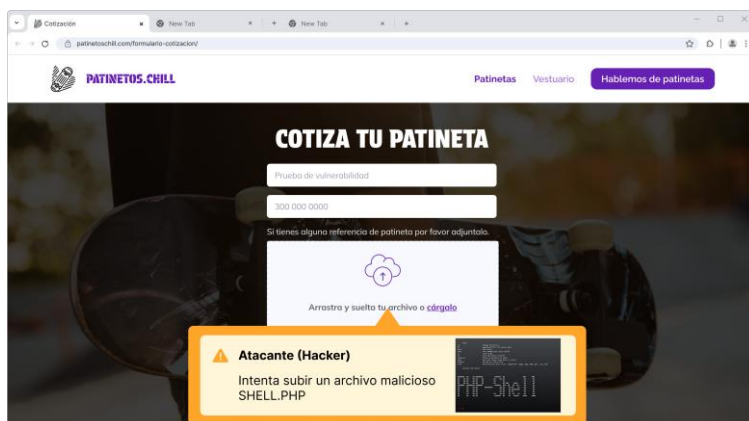 Cotización
New Tab
New Tab
patinetoschill.com/formulario-cotizacion/
PATINETOS.CHILL
Patinetas
Vestuario
Hablemos de patinetas
COTIZA TU PATINETA
Prueba de vulnerabilidad
300 000 0000
Si tienes alguna referencia de patineta por favor adjuntalo.
Arrastra y suelta tu archivo o cárgalo
Atacante (Hacker)
Intenta subir un archivo malicioso
SHELL.PHP
PHP-Shell